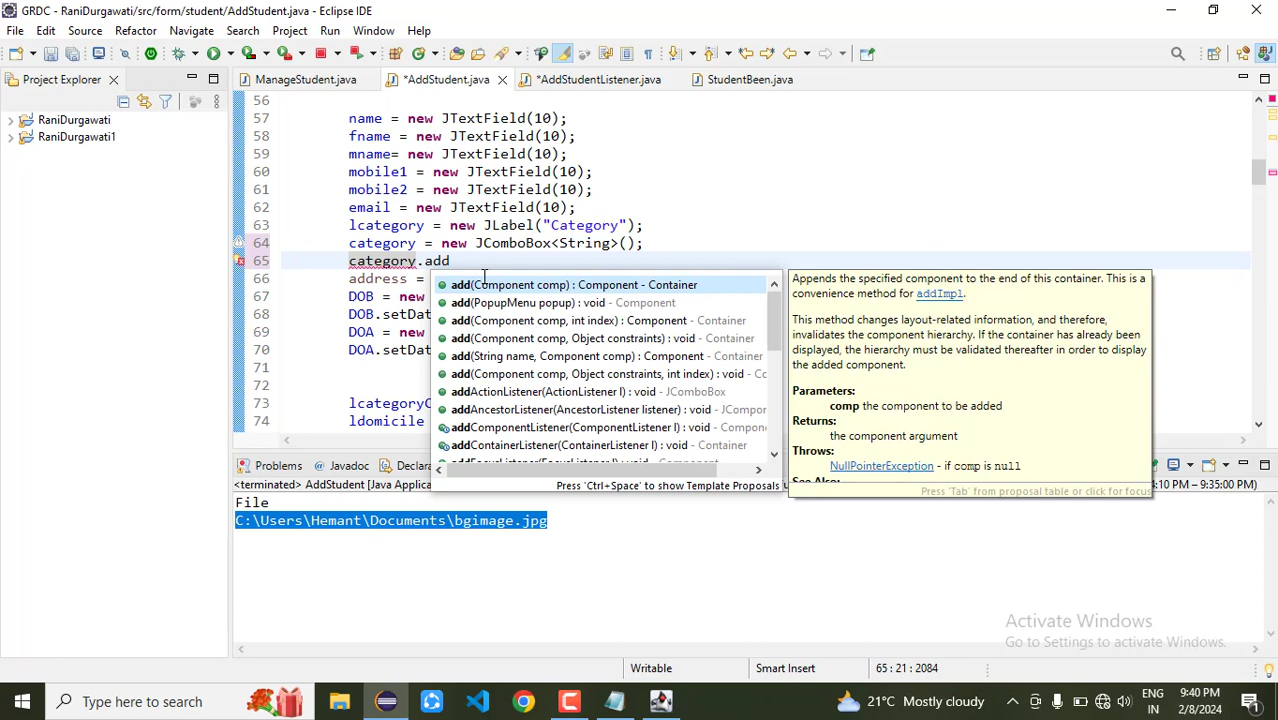 GRDC - RaniDurgawati/src/form/student/AddStudent.java - Eclipse IDE
File Edit Source Refactor Navigate Search Project Run Window Help
Project Explorer
ManageStudent.java *AddStudent.java *AddStudentListener.java StudentBeen.java
RaniDurgawati
RaniDurgawati1
56
57 name = new JTextField(10);
58 fname = new JTextField(10);
59 mname= new JTextField(10);
60 mobile1 = new JTextField(10);
61 mobile2 = new JTextField(10);
62 email = new JTextField(10);
63 lcategory = new JLabel("Category");
64 category = new JComboBox<String>();
65 category.add
66 address =
67 DOB = new
68 DOB.setDat
69 DOA = new
70 DOA.setDat
71
72
73 lcategoryC
74 ldomicile
add(Component comp) : Component - Container
add(PopupMenu popup) : void - Component
add(Component comp, int index) : Component - Container
add(Component comp, Object constraints) : void - Container
add(String name, Component comp) : Component - Container
add(Component comp, Object constraints, int index) : void - Container
addActionListener(ActionListener l) : void - JComboBox
addAncestorListener(AncestorListener listener) : void - JCompor
addComponentListener(ComponentListener l) : void - Compon
addContainerListener(ContainerListener l) : void - Container
Press 'Ctrl+Space' to show Template Proposals
Appends the specified component to the end of this container. This is a
convenience method for addImpl.
This method changes layout-related information, and therefore,
invalidates the component hierarchy. If the container has already been
displayed, the hierarchy must be validated thereafter in order to display
the added component.
Parameters:
comp the component to be added
Returns:
the component argument
Throws:
NullPointerException - if comp is null
Press 'Tab' from proposal table or click for focus
Problems Javadoc Declara
<terminated> AddStudent [Java Applica
4:10 PM – 9:35:00 PM)
File
C:\Users\Hemant\Documents\bgimage.jpg
Activate Windows
Go to Settings to activate Windows.
Writable Smart Insert 65 : 21 : 2084
Type here to search
21°C Mostly cloudy
ENG
IN
9:40 PM
2/8/2024
1